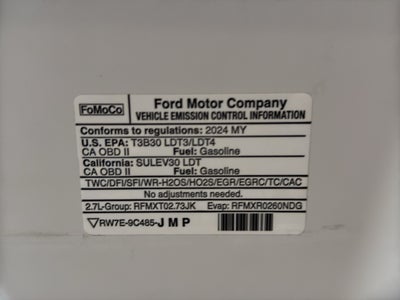 FoMoCo
Ford Motor Company
VEHICLE EMISSION CONTROL INFORMATION
Conforms to regulations: 2024 MY
U.S. EPA: T3B30 LDT3/LDT4
CA OBD II Fuel: Gasoline
California: SULEV30 LDT
CA OBD II Fuel: Gasoline
TWC/DFI/SFI/WR-H2OS/HO2S/EGR/EGRC/TC/CAC
No adjustments needed.
2.7L-Group: RFMXT02.73JK Evap: RFMXR0260NDG
RW7E-9C485-J M P